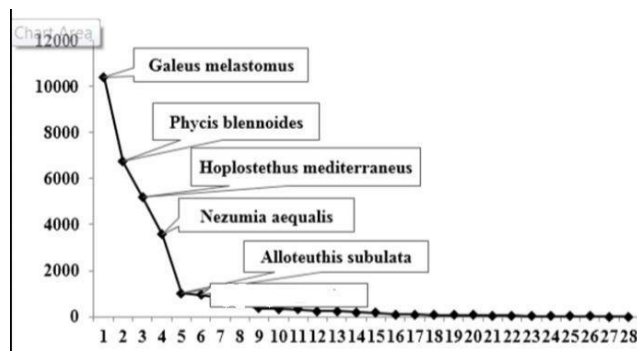 Chart Area
12000
Galeus melastomus
10000
Phycis blennoides
8000
Hoplostethus mediterraneus
6000
Nezumia aequalis
4000
Alloteuthis subulata
2000
0
1 2 3 4 5 6 7 8 9 10 11 12 13 14 15 16 17 18 19 20 21 22 23 24 25 26 27 28